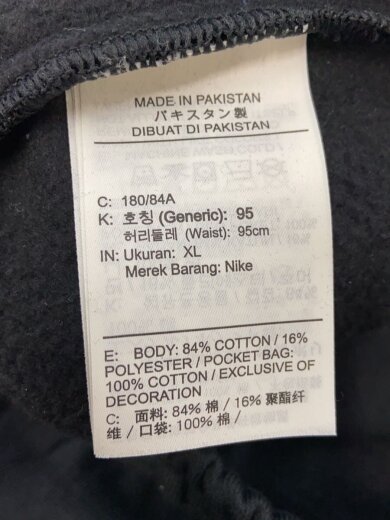 MADE IN PAKISTAN
パキスタン製
DIBUAT DI PAKISTAN
C: 180/84A
K: 호칭 (Generic): 95
허리둘레 (Waist): 95cm
IN: Ukuran: XL
Merek Barang: Nike
E: BODY: 84% COTTON / 16%
POLYESTER / POCKET BAG:
100% COTTON / EXCLUSIVE OF
DECORATION
C: 面料: 84% 棉 / 16% 聚酯纤
维 / 口袋: 100% 棉 /